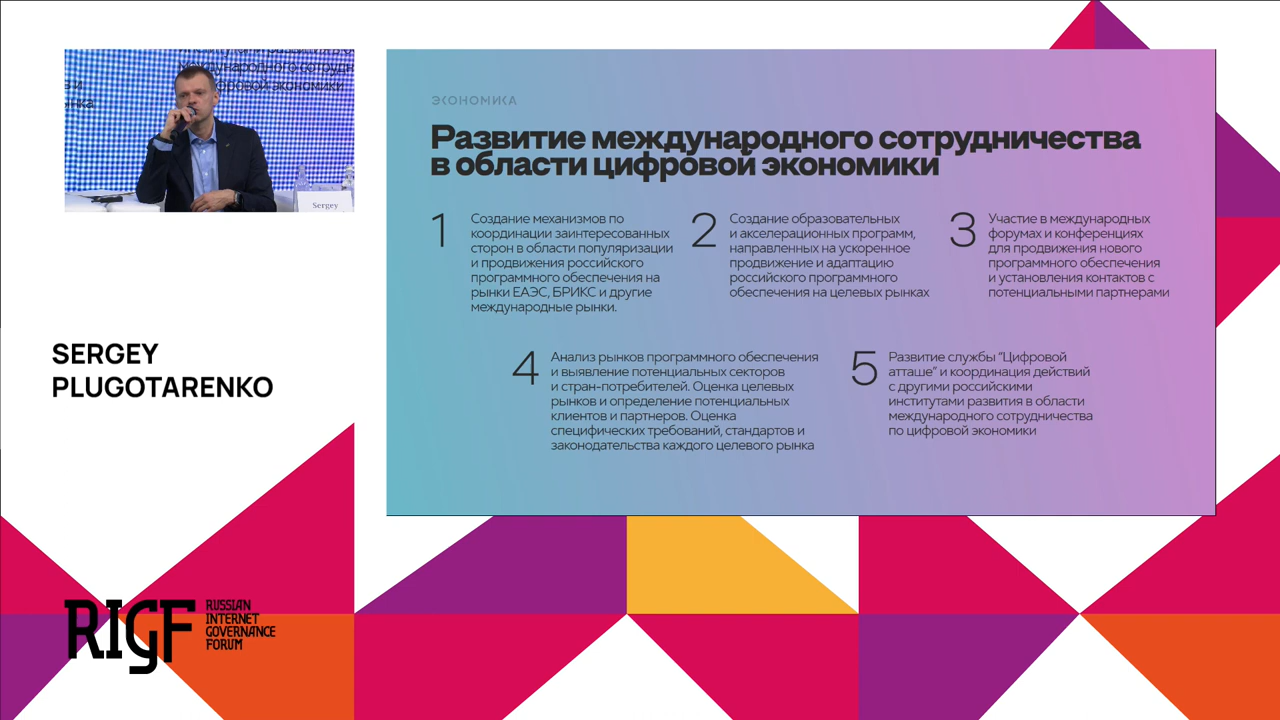 международного сотрудн
цифровой экономики
Sergey
SERGEY
PLUGOTARENKO
RIGF
RUSSIAN
INTERNET
GOVERNANCE
FORUM
ЭКОНОМИКА
Развитие международного сотрудничества
в области цифровой экономики
1
Создание механизмов по
координации заинтересованных
сторон в области популяризации
и продвижения российского
программного обеспечения на
рынки ЕАЭС, БРИКС и другие
международные рынки.
2
Создание образовательных
и акселерационных программ,
направленных на ускоренное
продвижение и адаптацию
российского программного
обеспечения на целевых рынках
3
Участие в международных
форумах и конференциях
для продвижения нового
программного обеспечения
и установления контактов с
потенциальными партнерами
4
Анализ рынков программного обеспечения
и выявление потенциальных секторов
и стран-потребителей. Оценка целевых
рынков и определение потенциальных
клиентов и партнеров. Оценка
специфических требований, стандартов и
законодательства каждого целевого рынка
5
Развитие службы "Цифровой
атташе" и координация действий
с другими российскими
институтами развития в области
международного сотрудничества
по цифровой экономики